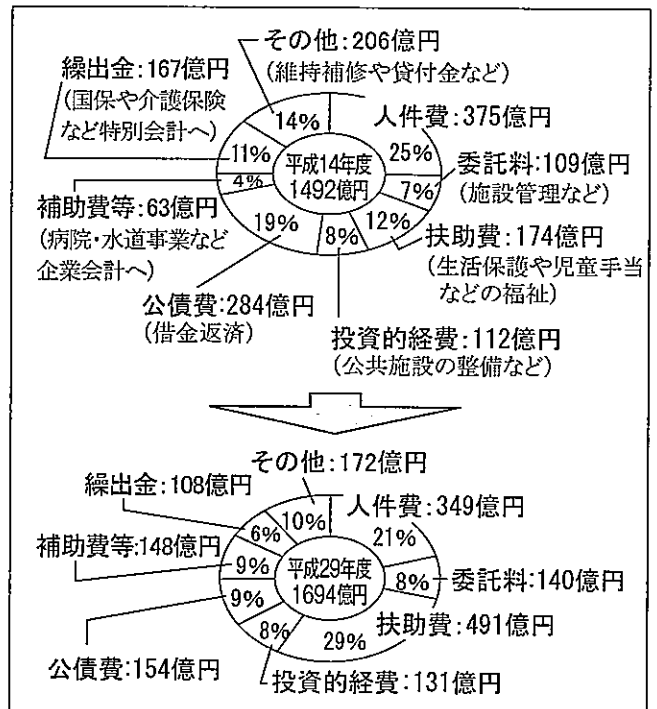 その他:206億円
(維持補修や貸付金など)
繰出金:167億円
(国保や介護保険
など特別会計へ)
人件費:375億円
14%
25%
11%
平成14年度
1492億円
委託料:109億円
(施設管理など)
4%
7%
補助費等:63億円
(病院・水道事業など
企業会計へ)
19%
8%
12%
扶助費:174億円
(生活保護や児童手当
などの福祉)
公債費:284億円
(借金返済)
投資的経費:112億円
(公共施設の整備など)
その他:172億円
繰出金:108億円
人件費:349億円
10%
6%
21%
補助費等:148億円
9%
平成29年度
1694億円
8%
委託料:140億円
9%
扶助費:491億円
8%
29%
公債費:154億円
投資的経費:131億円